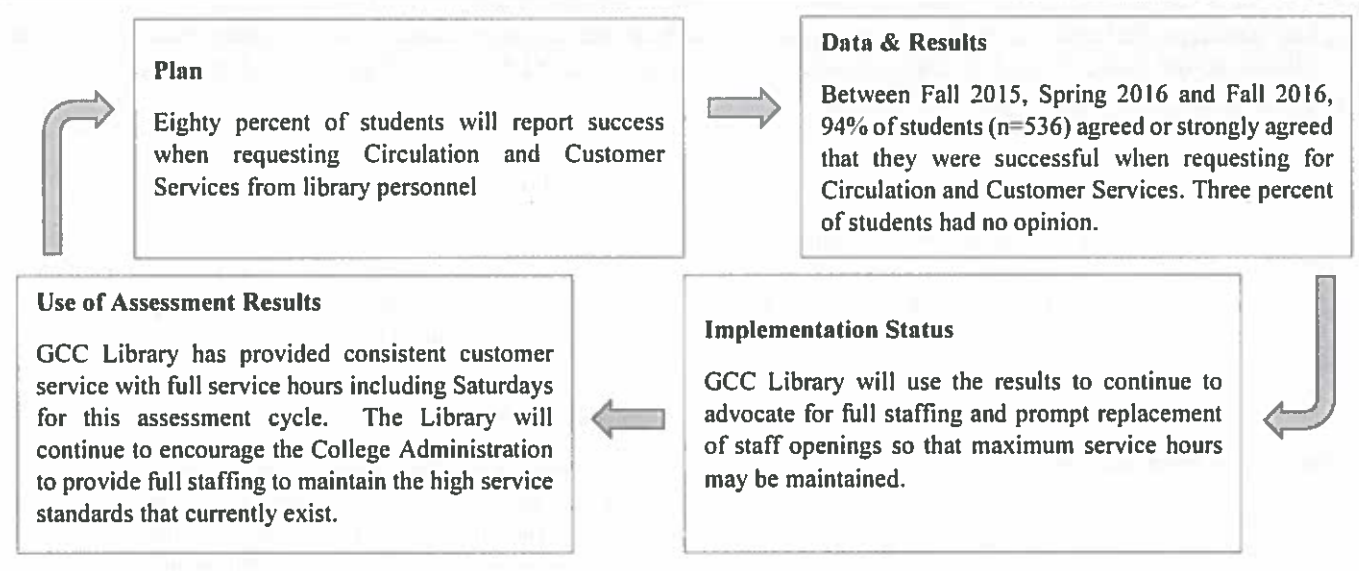 Plan
Eighty percent of students will report success
when requesting Circulation and Customer
Services from library personnel
Data & Results
Between Fall 2015, Spring 2016 and Fall 2016,
94% of students (n=536) agreed or strongly agreed
that they were successful when requesting for
Circulation and Customer Services. Three percent
of students had no opinion.
Implementation Status
GCC Library will use the results to continue to
advocate for full staffing and prompt replacement
of staff openings so that maximum service hours
may be maintained.
Use of Assessment Results
GCC Library has provided consistent customer
service with full service hours including Saturdays
for this assessment cycle. The Library will
continue to encourage the College Administration
to provide full staffing to maintain the high service
standards that currently exist.